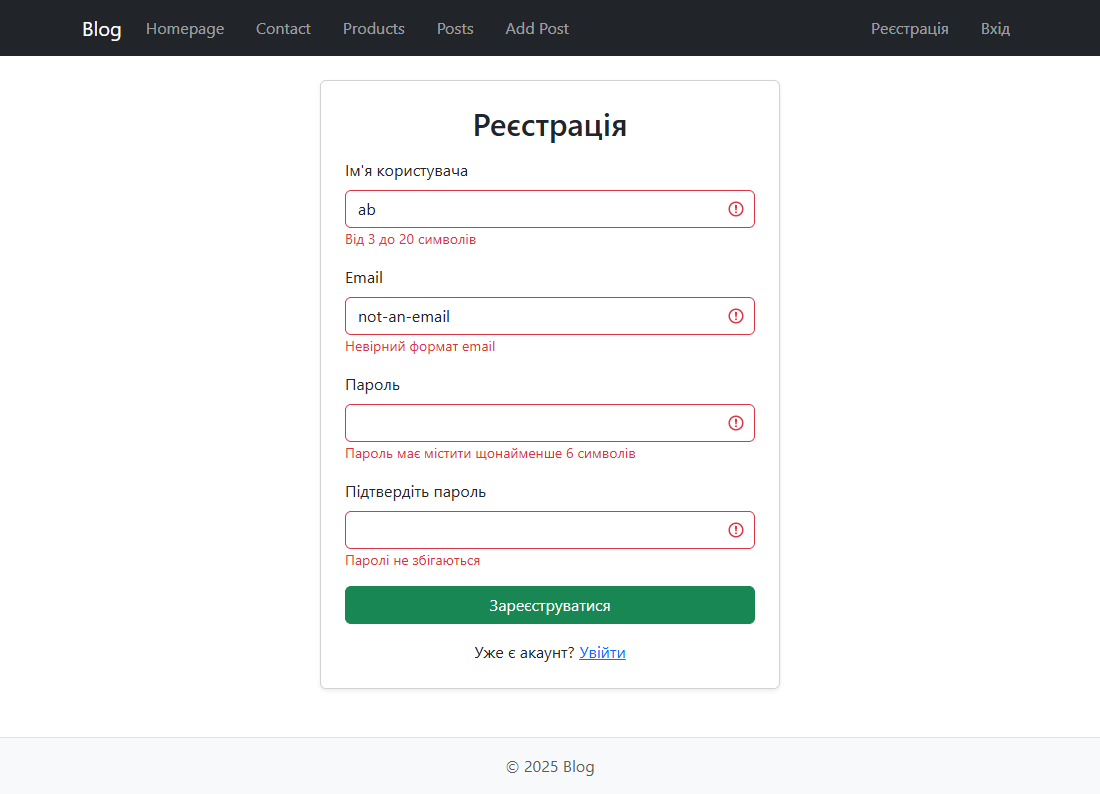 Blog Homepage Contact Products Posts Add Post Реєстрація Вхід
Реєстрація
Ім'я користувача
ab
Від 3 до 20 символів
Email
not-an-email
Невірний формат email
Пароль
Пароль має містити щонайменше 6 символів
Підтвердіть пароль
Паролі не збігаються
Зареєструватися
Уже є акаунт? Увійти
© 2025 Blog